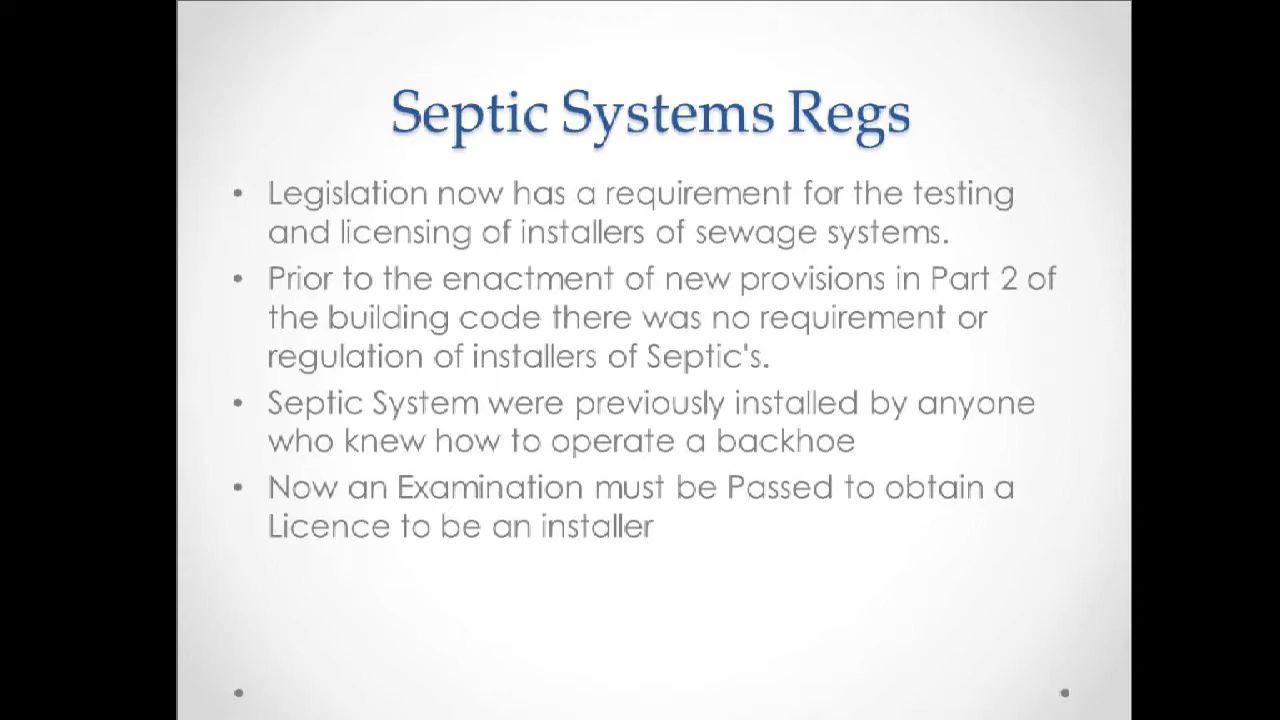 Septic Systems Regs
• Legislation now has a requirement for the testing
and licensing of installers of sewage systems.
• Prior to the enactment of new provisions in Part 2 of
the building code there was no requirement or
regulation of installers of Septic's.
• Septic System were previously installed by anyone
who knew how to operate a backhoe
• Now an Examination must be Passed to obtain a
Licence to be an installer